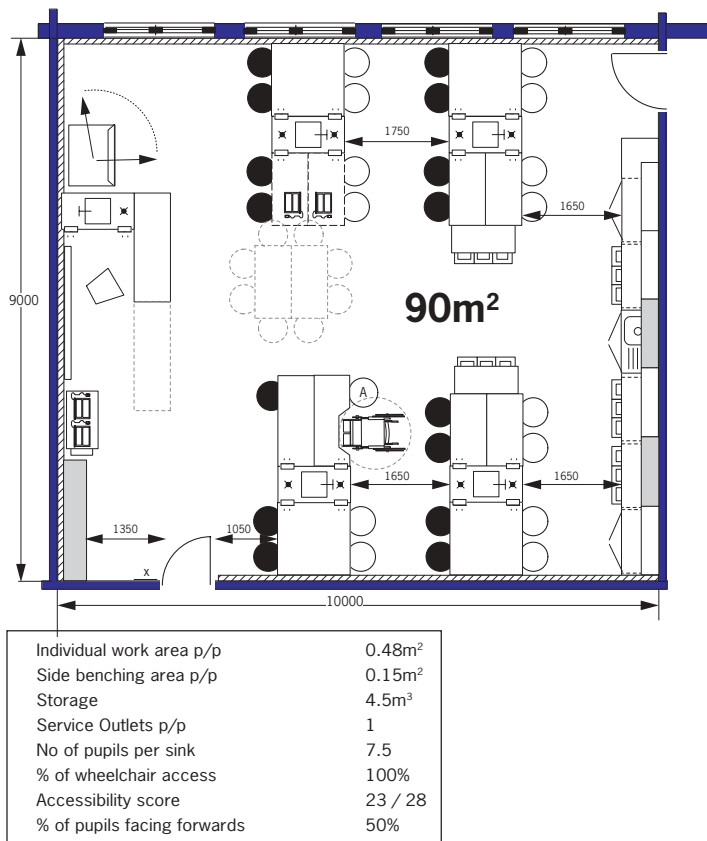 1750
1650
9000
90m²
A
1650
1650
1350
1050
x
10000
Individual work area p/p 0.48m²
Side benching area p/p 0.15m²
Storage 4.5m³
Service Outlets p/p 1
No of pupils per sink 7.5
% of wheelchair access 100%
Accessibility score 23 / 28
% of pupils facing forwards 50%